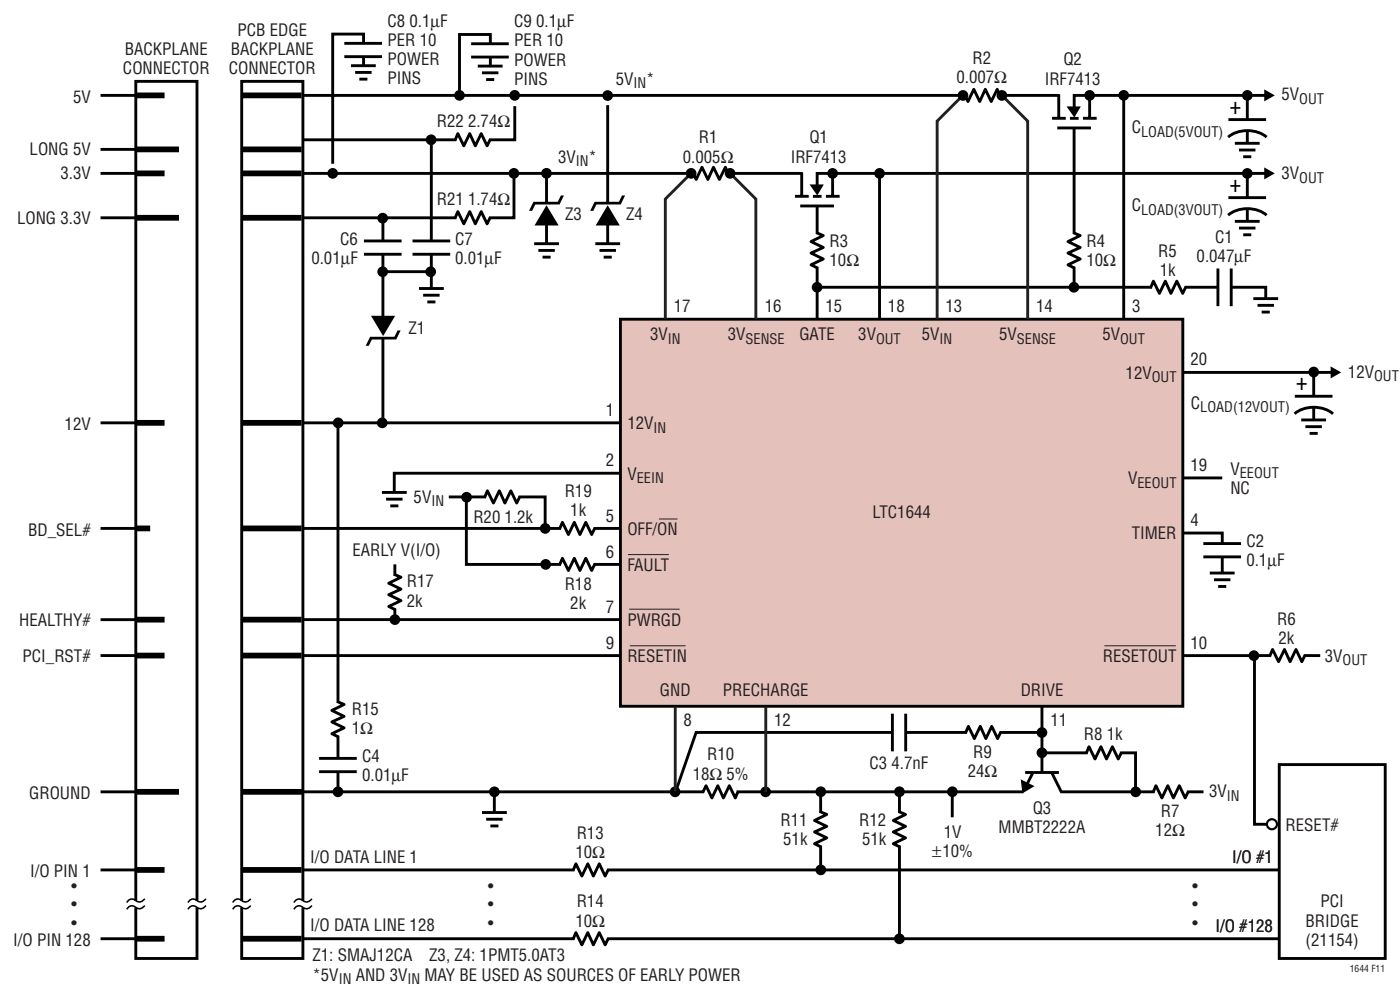 BACKPLANE
CONNECTOR
PCB EDGE
BACKPLANE
CONNECTOR
C8 0.1µF
PER 10
POWER
PINS
C9 0.1µF
PER 10
POWER
PINS
5V
LONG 5V
3.3V
LONG 3.3V
12V
BD_SEL#
HEALTHY#
PCI_RST#
GROUND
I/O PIN 1
I/O PIN 128
5VIN*
R22 2.74Ω
3VIN*
R21 1.74Ω
Z3
Z4
C6
0.01µF
C7
0.01µF
Z1
R1
0.005Ω
Q1
IRF7413
R2
0.007Ω
Q2
IRF7413
5VOUT
+
CLOAD(5VOUT)
3VOUT
+
CLOAD(3VOUT)
R3
10Ω
R4
10Ω
R5
1k
C1
0.047µF
17
16
15
18
13
14
3
3VIN
3VSENSE
GATE
3VOUT
5VIN
5VSENSE
5VOUT
20
12VOUT
12VOUT
+
CLOAD(12VOUT)
1
12VIN
2
VEEIN
19
VEEOUT
VEEOUT
NC
LTC1644
5VIN
R20 1.2k
R19
1k
5
OFF/ON
6
FAULT
R18
2k
TIMER
4
C2
0.1µF
EARLY V(I/O)
R17
2k
7
PWRGD
9
RESETIN
RESETOUT
10
R6
2k
3VOUT
GND
PRECHARGE
DRIVE
8
12
11
R15
1Ω
C4
0.01µF
R10
18Ω 5%
C3 4.7nF
R9
24Ω
R8 1k
Q3
MMBT2222A
R7
12Ω
3VIN
R11
51k
R12
51k
1V
±10%
RESET#
R13
10Ω
I/O DATA LINE 1
I/O #1
R14
10Ω
I/O DATA LINE 128
I/O #128
PCI
BRIDGE
(21154)
Z1: SMAJ12CA Z3, Z4: 1PMT5.0AT3
*5VIN AND 3VIN MAY BE USED AS SOURCES OF EARLY POWER
1644 F11